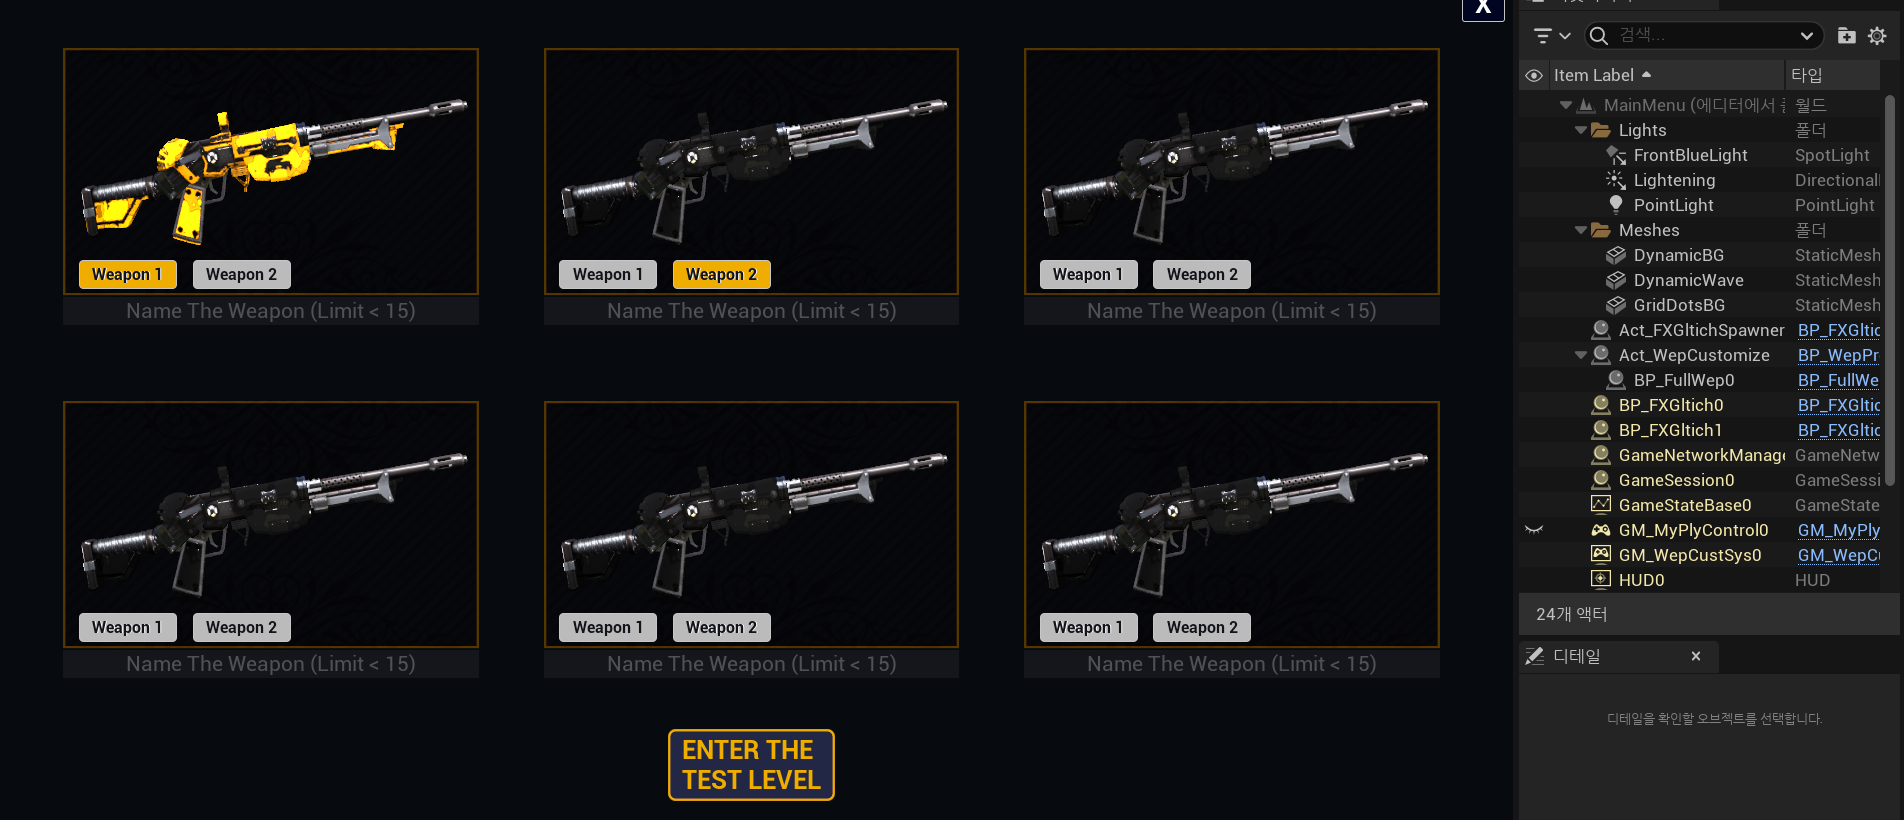 X
Weapon 1 Weapon 2
Name The Weapon (Limit < 15)
Weapon 1 Weapon 2
Name The Weapon (Limit < 15)
Weapon 1 Weapon 2
Name The Weapon (Limit < 15)
Weapon 1 Weapon 2
Name The Weapon (Limit < 15)
Weapon 1 Weapon 2
Name The Weapon (Limit < 15)
Weapon 1 Weapon 2
Name The Weapon (Limit < 15)
ENTER THE
TEST LEVEL
검색...
Item Label 타입
MainMenu (에디터에서 월드
Lights 폴더
FrontBlueLight SpotLight
Lightening Directional
PointLight PointLight
Meshes 폴더
DynamicBG StaticMesh
DynamicWave StaticMesh
GridDotsBG StaticMesh
Act_FXGltichSpawner BP_FXGltic
Act_WepCustomize BP_WepPr
BP_FullWep0 BP_FullWe
BP_FXGltich0 BP_FXGltic
BP_FXGltich1 BP_FXGltic
GameNetworkManage GameNetw
GameSession0 GameSessi
GameStateBase0 GameState
GM_MyPlyControl0 GM_MyPly
GM_WepCustSys0 GM_WepCu
HUD0 HUD
24개 액터
디테일
디테일을 확인할 오브젝트를 선택합니다.